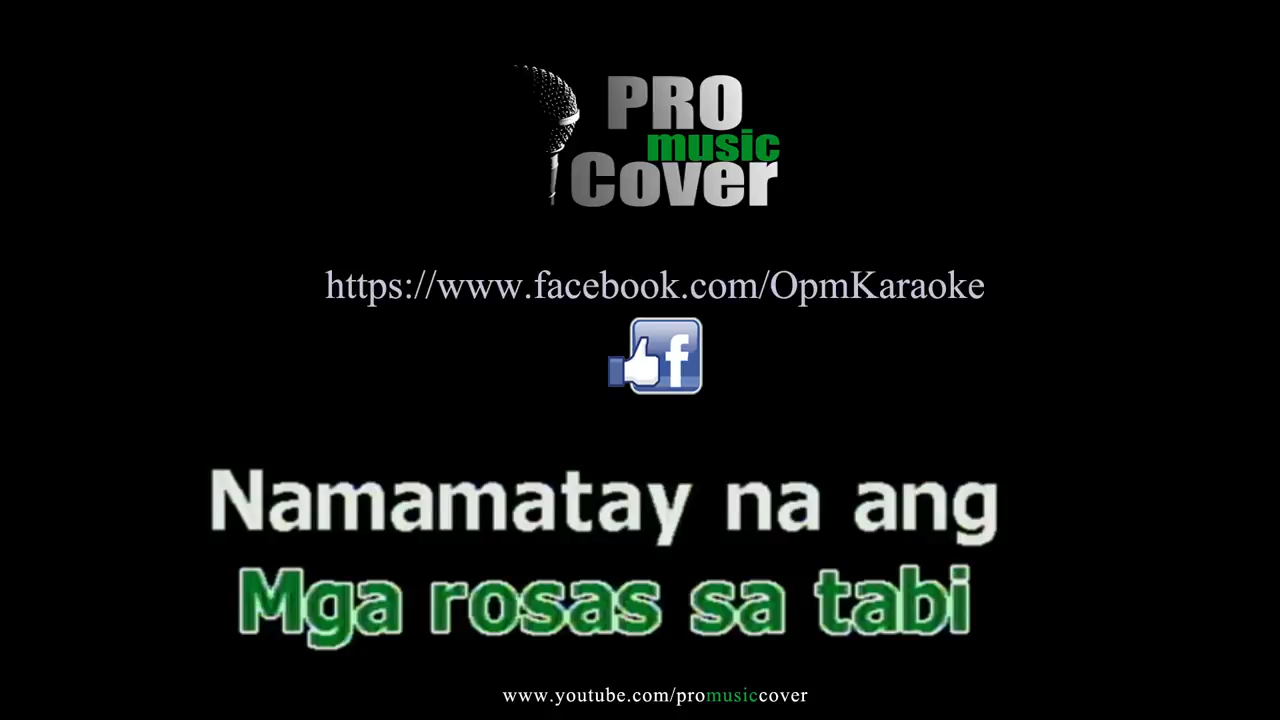 PRO
music
Cover
https://www.facebook.com/OpmKaraoke
f
Namamatay na ang
Mga rosas sa tabi
www.youtube.com/promusiccover